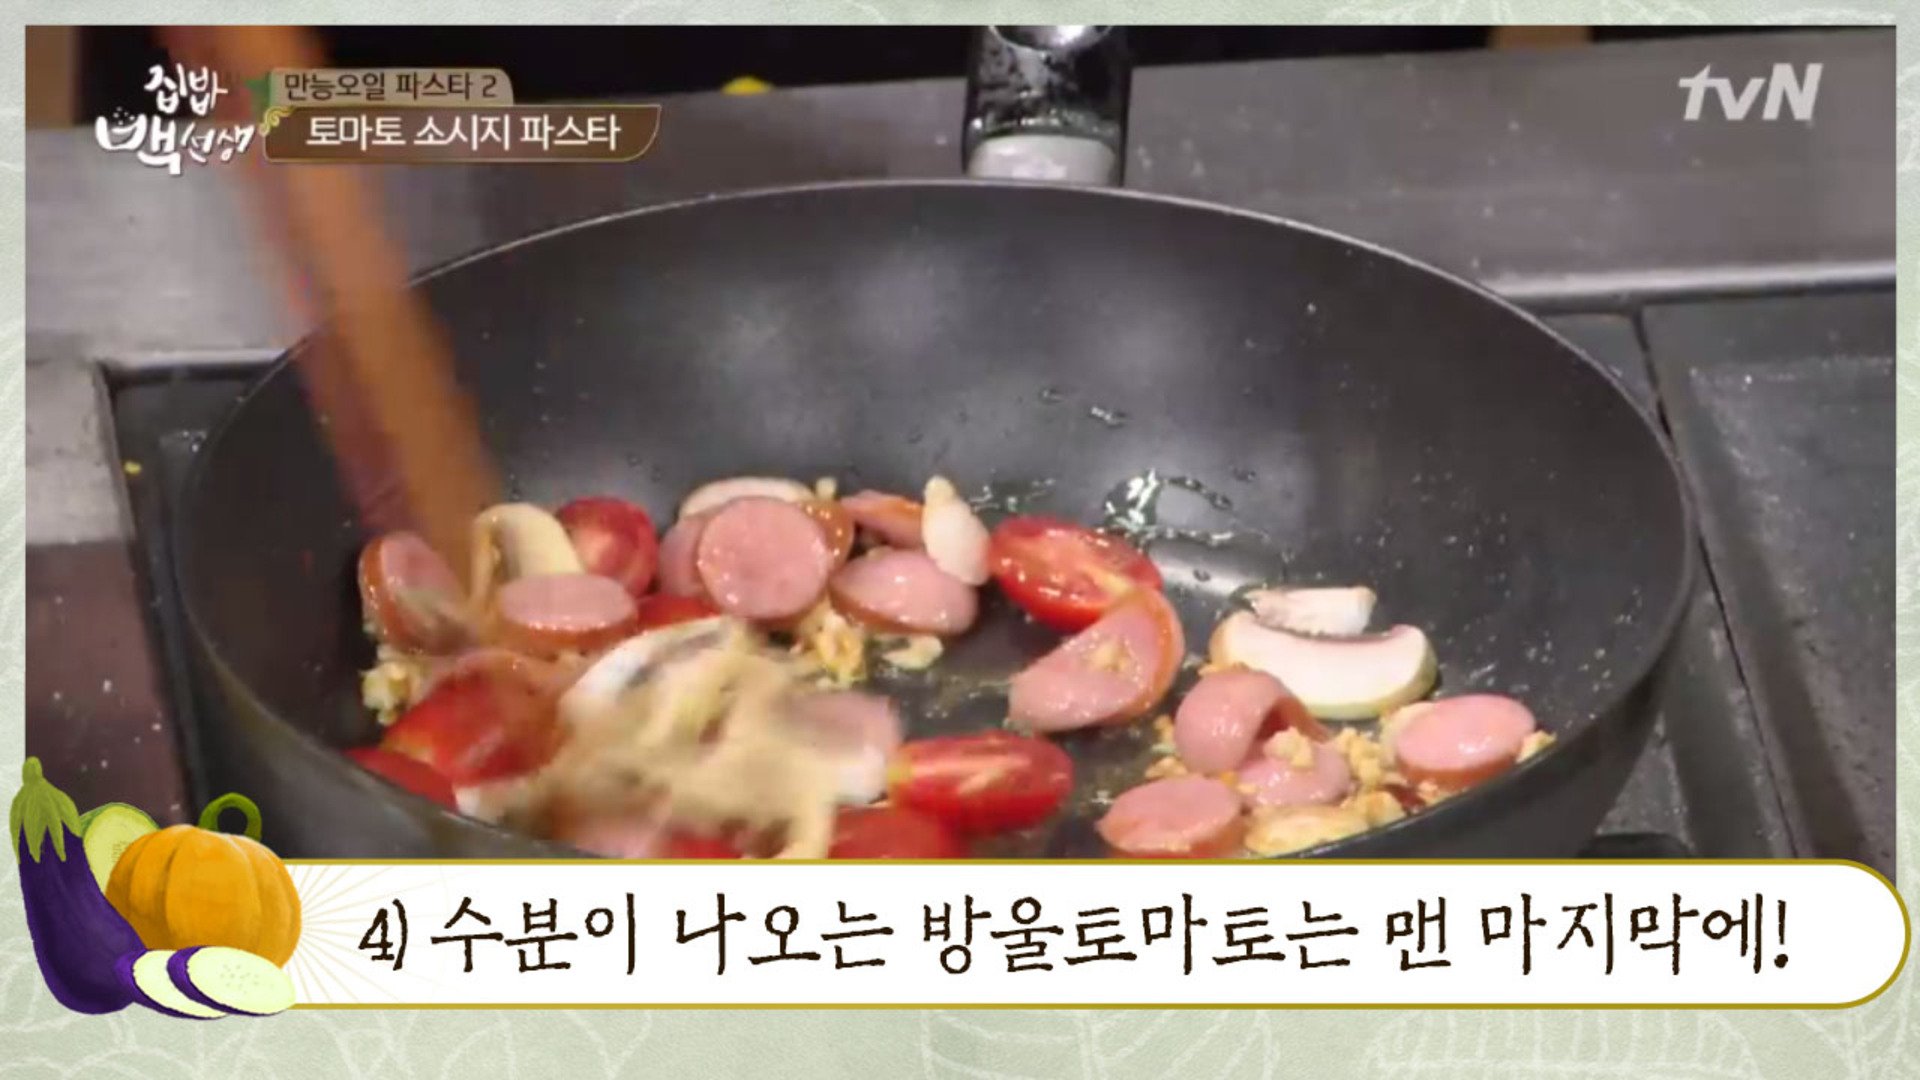 집밥
백선생
만능오일 파스타 2
토마토 소시지 파스타
tvN
4) 수분이 나오는 방울토마토는 맨 마지막에!